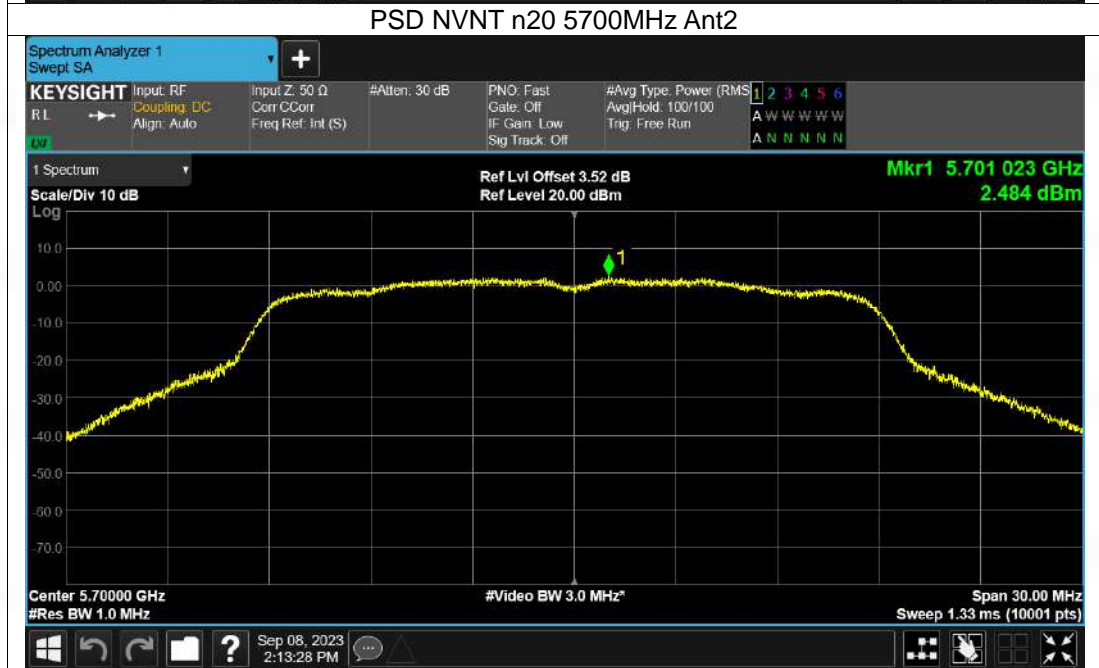 PSD NVNT n20 5700MHz Ant2
Spectrum Analyzer 1
Swept SA
+
KEYSIGHT Input: RF Input Z: 50 Ω #Atten: 30 dB PNO: Fast #Avg Type: Power (RMS 1 2 3 4 5 6
RL Coupling: DC Corr CCorr Gate: Off Avg|Hold: 100/100 A W W W W W
Align: Auto Freq Ref: Int (S) IF Gain: Low Trig: Free Run
LXI Sig Track: Off A N N N N N
1 Spectrum Ref Lvl Offset 3.52 dB Mkr1 5.701 023 GHz
Scale/Div 10 dB Ref Level 20.00 dBm 2.484 dBm
Log
10.0
1
0.00
-10.0
-20.0
-30.0
-40.0
-50.0
-60.0
-70.0
Center 5.70000 GHz #Video BW 3.0 MHz* Span 30.00 MHz
#Res BW 1.0 MHz Sweep 1.33 ms (10001 pts)
? Sep 08, 2023
2:13:28 PM